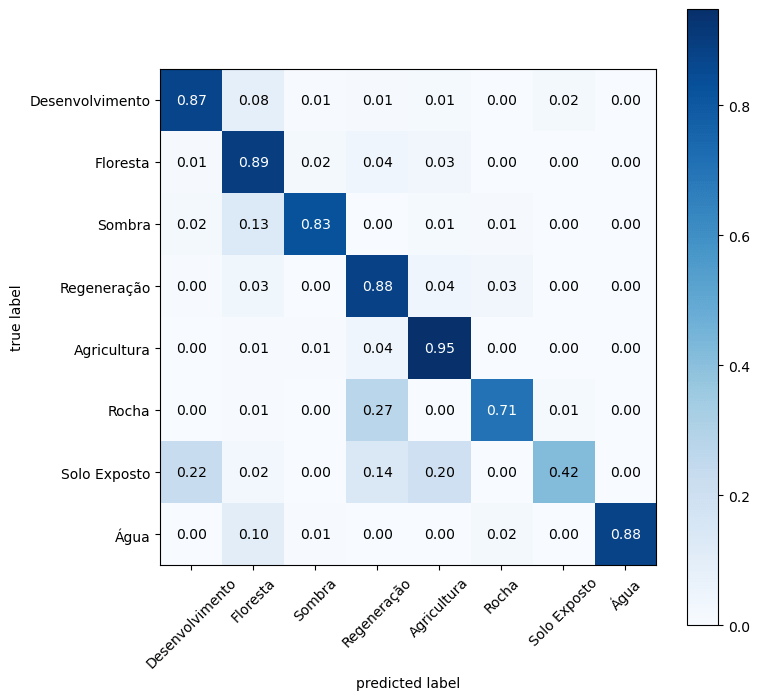 Desenvolvimento 0.87 0.08 0.01 0.01 0.01 0.00 0.02 0.00
Floresta 0.01 0.89 0.02 0.04 0.03 0.00 0.00 0.00
Sombra 0.02 0.13 0.83 0.00 0.01 0.01 0.00 0.00
Regeneração 0.00 0.03 0.00 0.88 0.04 0.03 0.00 0.00
Agricultura 0.00 0.01 0.01 0.04 0.95 0.00 0.00 0.00
Rocha 0.00 0.01 0.00 0.27 0.00 0.71 0.01 0.00
Solo Exposto 0.22 0.02 0.00 0.14 0.20 0.00 0.42 0.00
Água 0.00 0.10 0.01 0.00 0.00 0.02 0.00 0.88
true label
Desenvolvimento Floresta Sombra Regeneração Agricultura Rocha Solo Exposto Água
predicted label
0.8
0.6
0.4
0.2
0.0